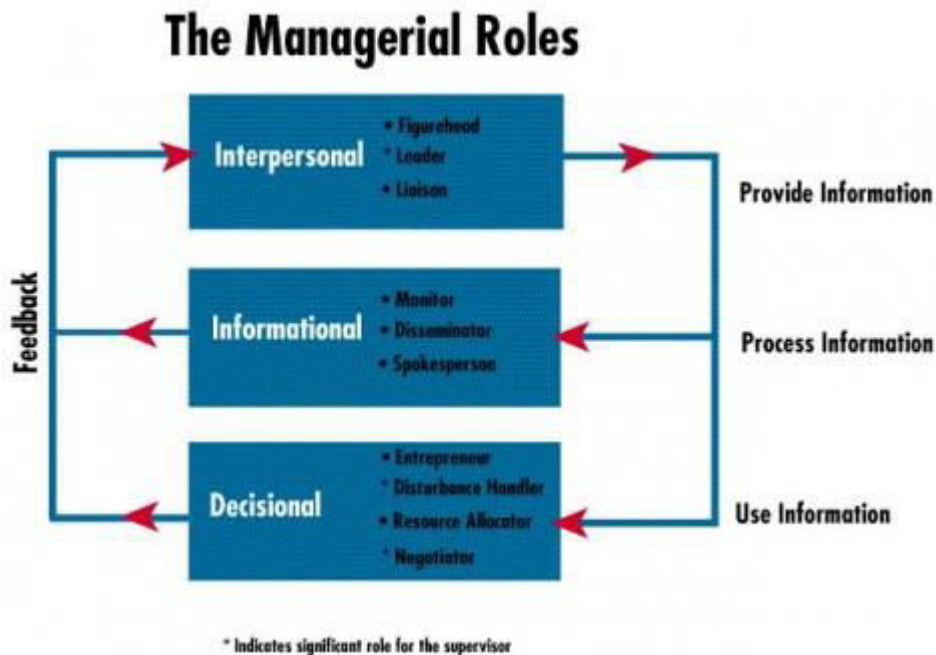 The Managerial Roles
Interpersonal
• Figurehead
* Leader
• Liaison
Provide Information
Feedback
Informational
• Monitor
• Disseminator
• Spokesperson
Process Information
Decisional
• Entrepreneur
* Disturbance Handler
• Resource Allocator
* Negotiator
Use Information
* Indicates significant role for the supervisor